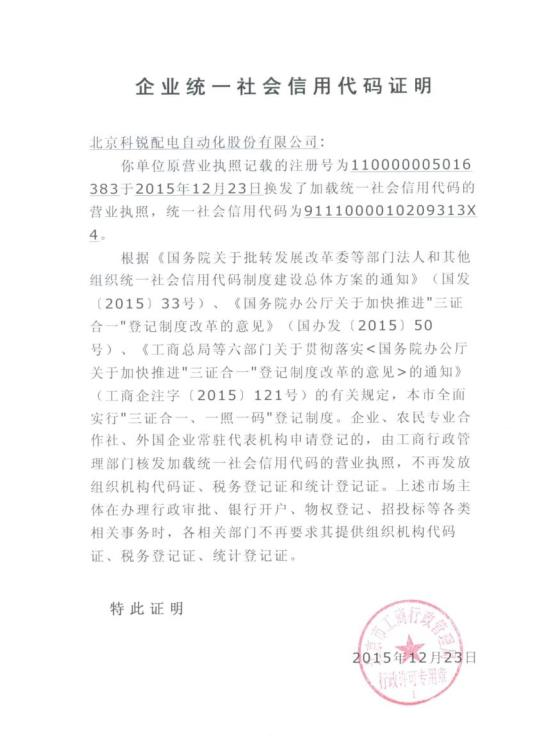 企业统一社会信用代码证明
北京科锐配电自动化股份有限公司:
你单位原营业执照记载的注册号为110000005016
383于2015年12月23日换发了加载统一社会信用代码的
营业执照，统一社会信用代码为9111000010209313X
4。
根据《国务院关于批转发展改革委等部门法人和其他
组织统一社会信用代码制度建设总体方案的通知》（国发
〔2015〕33号）、《国务院办公厅关于加快推进"三证
合一"登记制度改革的意见》（国办发〔2015〕50
号）、《工商总局等六部门关于贯彻落实<国务院办公厅
关于加快推进"三证合一"登记制度改革的意见>的通知》
（工商企注字〔2015〕121号）的有关规定，本市全面
实行"三证合一、一照一码"登记制度。企业、农民专业合
作社、外国企业常驻代表机构申请登记的，由工商行政管
理部门核发加载统一社会信用代码的营业执照，不再发放
组织机构代码证、税务登记证和统计登记证。上述市场主
体在办理行政审批、银行开户、物权登记、招投标等各类
相关事务时，各相关部门不再要求其提供组织机构代码
证、税务登记证、统计登记证。
特此证明
北京市工商行政管理局
2015年12月23日
行政许可专用章
1